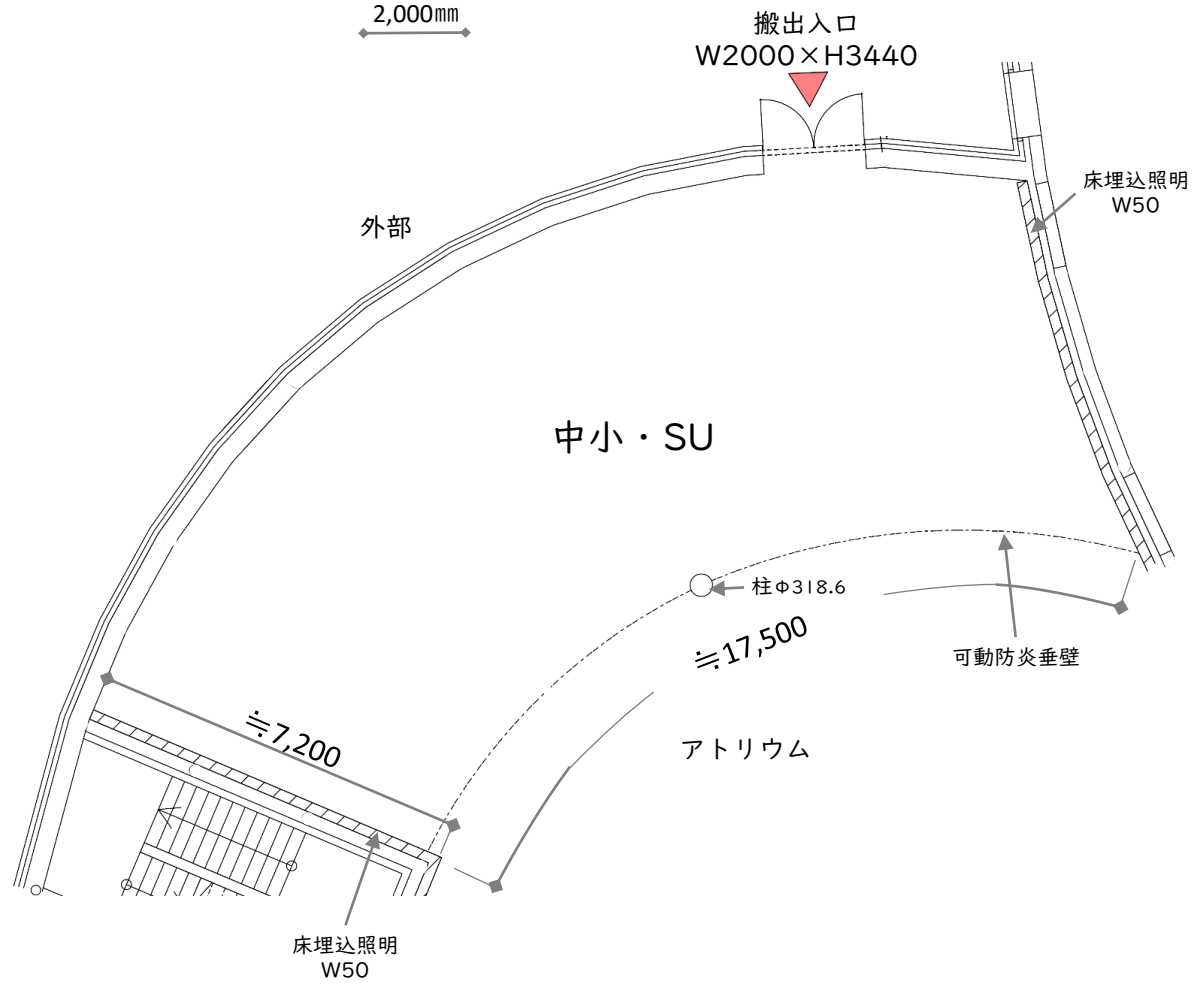 2,000㎜
搬出入口
W2000×H3440
床埋込照明
W50
外部
中小・SU
柱Φ318.6
≒17,500
可動防炎垂壁
≒7,200
アトリウム
床埋込照明
W50